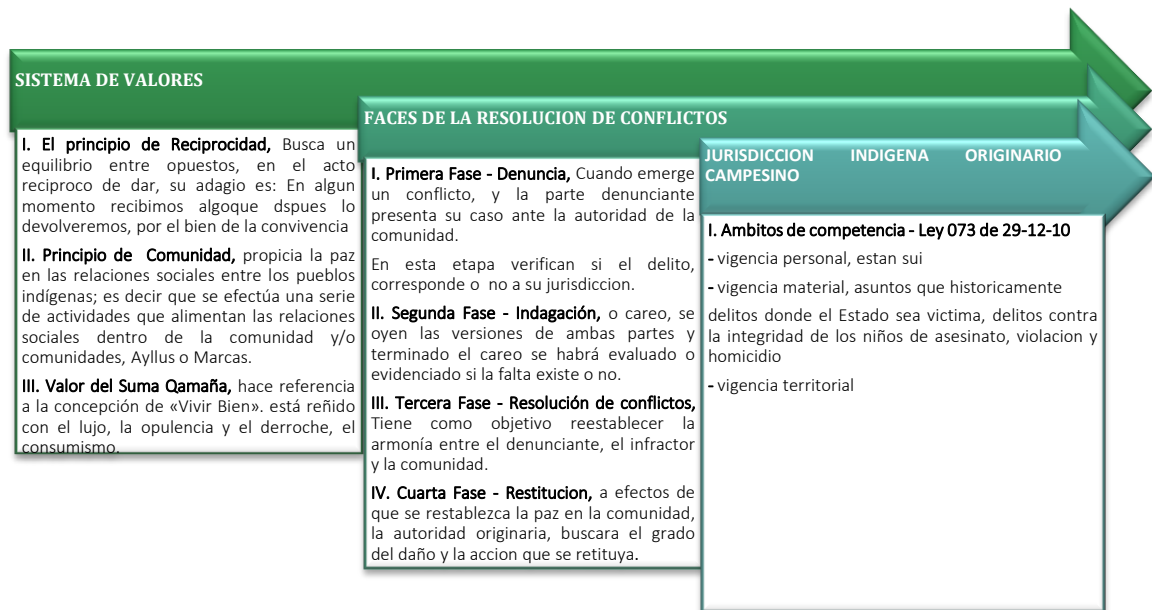 SISTEMA DE VALORES
I. El principio de Reciprocidad, Busca un
equilibrio entre opuestos, en el acto
reciproco de dar, su adagio es: En algun
momento recibimos algoque dspues lo
devolveremos, por el bien de la convivencia
II. Principio de Comunidad, propicia la paz
en las relaciones sociales entre los pueblos
indígenas; es decir que se efectúa una serie
de actividades que alimentan las relaciones
sociales dentro de la comunidad y/o
comunidades, Ayllus o Marcas.
III. Valor del Suma Qamaña, hace referencia
a la concepción de «Vivir Bien». está reñido
con el lujo, la opulencia y el derroche, el
consumismo.
FACES DE LA RESOLUCION DE CONFLICTOS
I. Primera Fase - Denuncia, Cuando emerge
un conflicto, y la parte denunciante
presenta su caso ante la autoridad de la
comunidad.
En esta etapa verifican si el delito,
corresponde o no a su jurisdiccion.
II. Segunda Fase - Indagación, o careo, se
oyen las versiones de ambas partes y
terminado el careo se habrá evaluado o
evidenciado si la falta existe o no.
III. Tercera Fase - Resolución de conflictos,
Tiene como objetivo reestablecer la
armonía entre el denunciante, el infractor
y la comunidad.
IV. Cuarta Fase - Restitucion, a efectos de
que se restablezca la paz en la comunidad,
la autoridad originaria, buscara el grado
del daño y la accion que se retituya.
JURISDICCION INDIGENA ORIGINARIO
CAMPESINO
I. Ambitos de competencia - Ley 073 de 29-12-10
- vigencia personal, estan sui
- vigencia material, asuntos que historicamente
delitos donde el Estado sea victima, delitos contra
la integridad de los niños de asesinato, violacion y
homicidio
- vigencia territorial